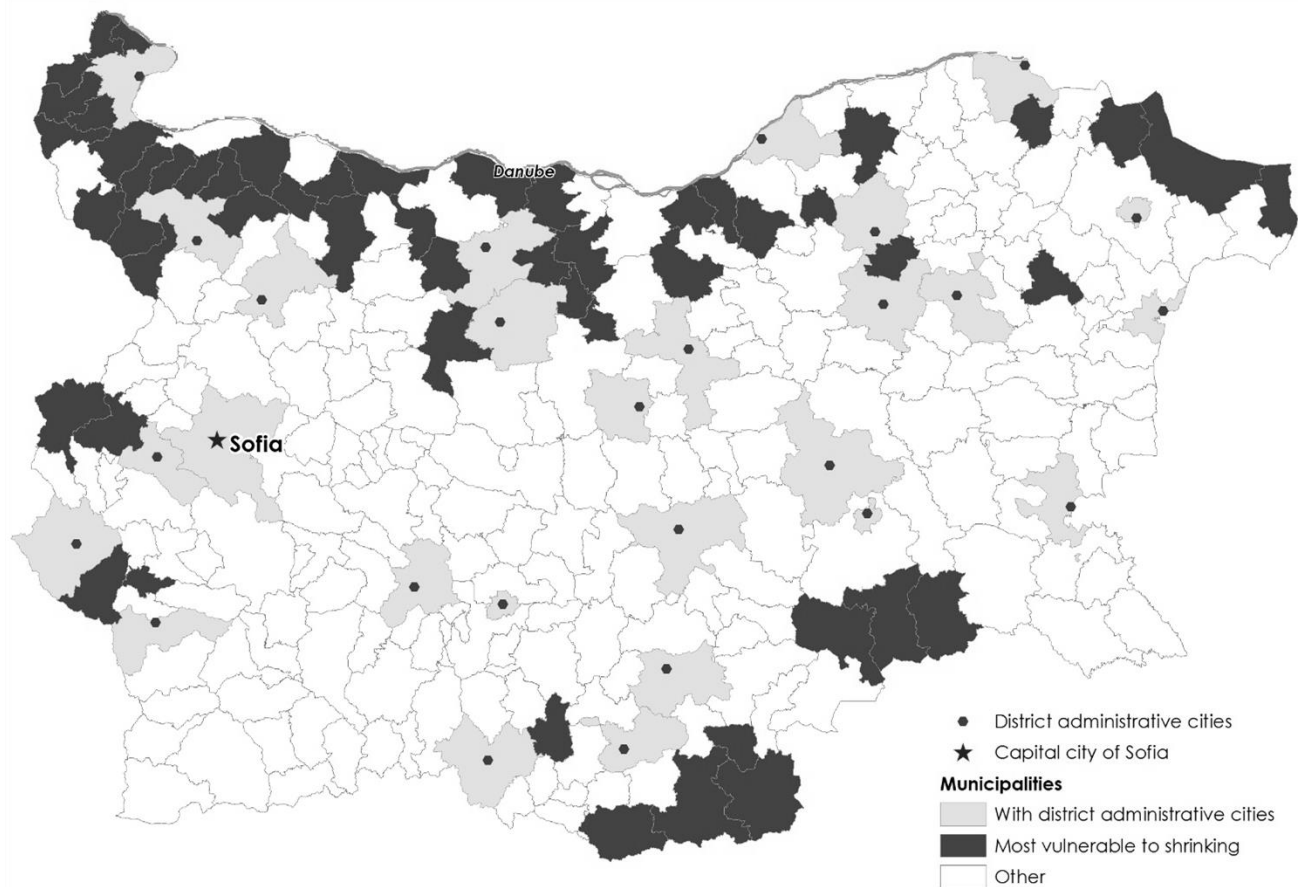 Danube
Sofia
District administrative cities
Capital city of Sofia
Municipalities
With district administrative cities
Most vulnerable to shrinking
Other